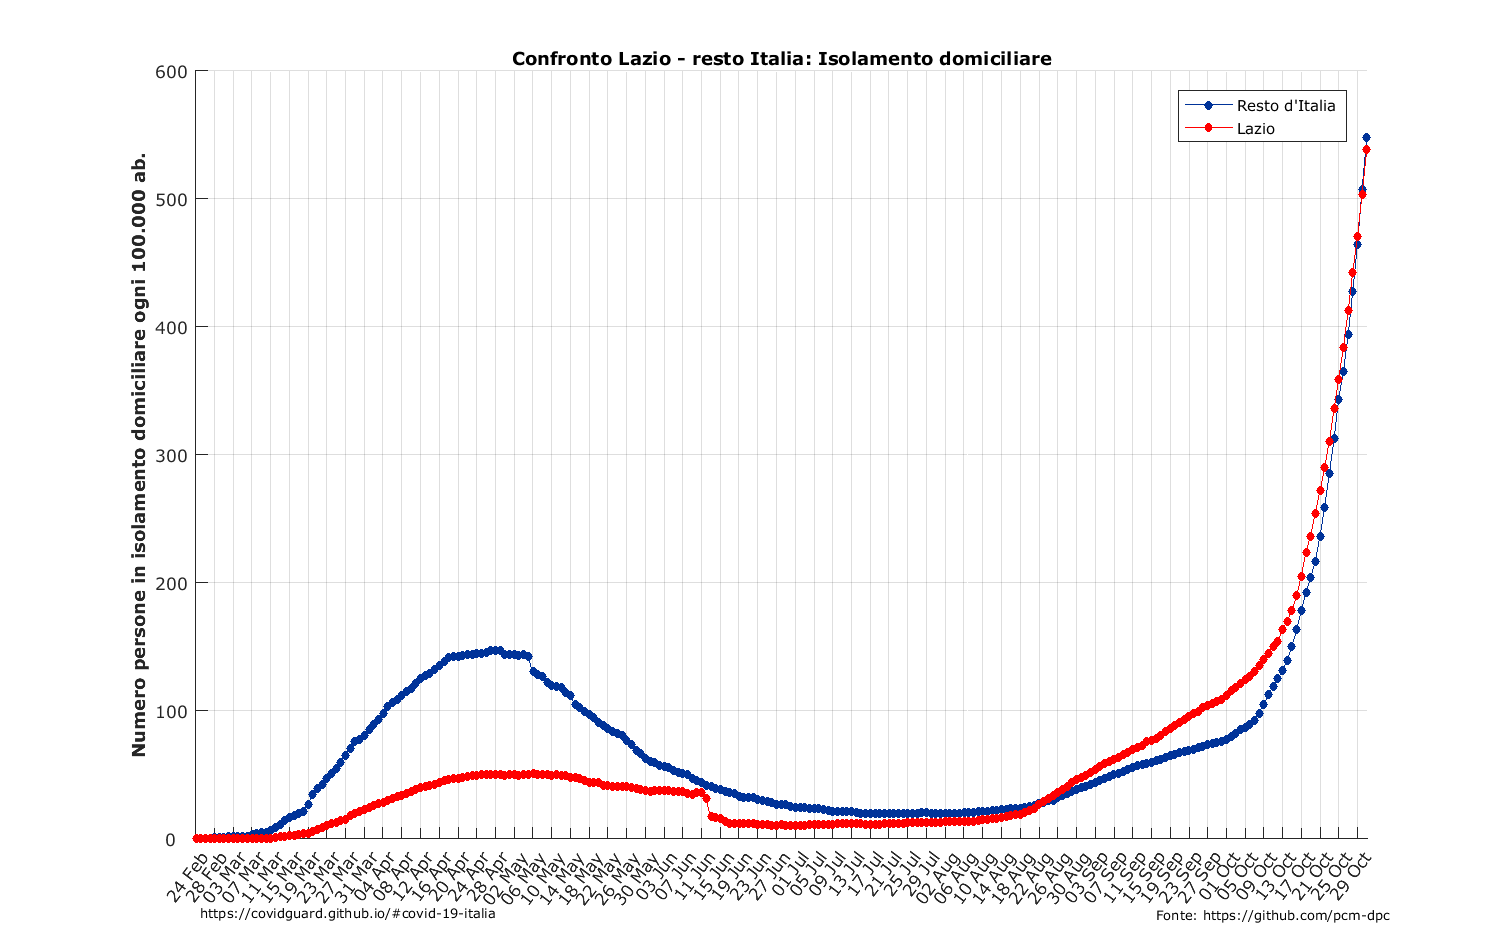 Confronto Lazio - resto Italia: Isolamento domiciliare
Numero persone in isolamento domiciliare ogni 100.000 ab.
600
500
400
300
200
100
0
Resto d'Italia
Lazio
24 Feb
28 Feb
03 Mar
07 Mar
11 Mar
15 Mar
19 Mar
23 Mar
27 Mar
31 Mar
04 Apr
08 Apr
12 Apr
16 Apr
20 Apr
24 Apr
28 Apr
02 May
06 May
10 May
14 May
18 May
22 May
26 May
30 May
03 Jun
07 Jun
11 Jun
15 Jun
19 Jun
23 Jun
27 Jun
01 Jul
05 Jul
09 Jul
13 Jul
17 Jul
21 Jul
25 Jul
29 Jul
02 Aug
06 Aug
10 Aug
14 Aug
18 Aug
22 Aug
26 Aug
30 Aug
03 Sep
07 Sep
11 Sep
15 Sep
19 Sep
23 Sep
27 Sep
01 Oct
05 Oct
09 Oct
13 Oct
17 Oct
21 Oct
25 Oct
29 Oct
https://covidguard.github.io/#covid-19-italia
Fonte: https://github.com/pcm-dpc